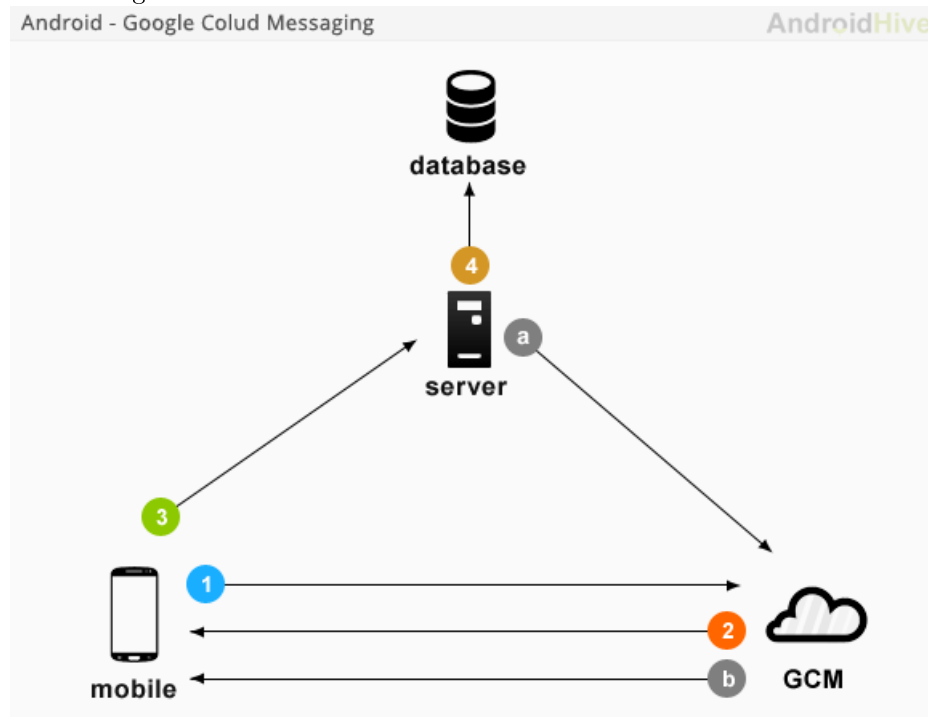 Android - Google Colud Messaging
AndroidHive
database
4
a
server
3
1
2
b
GCM
mobile